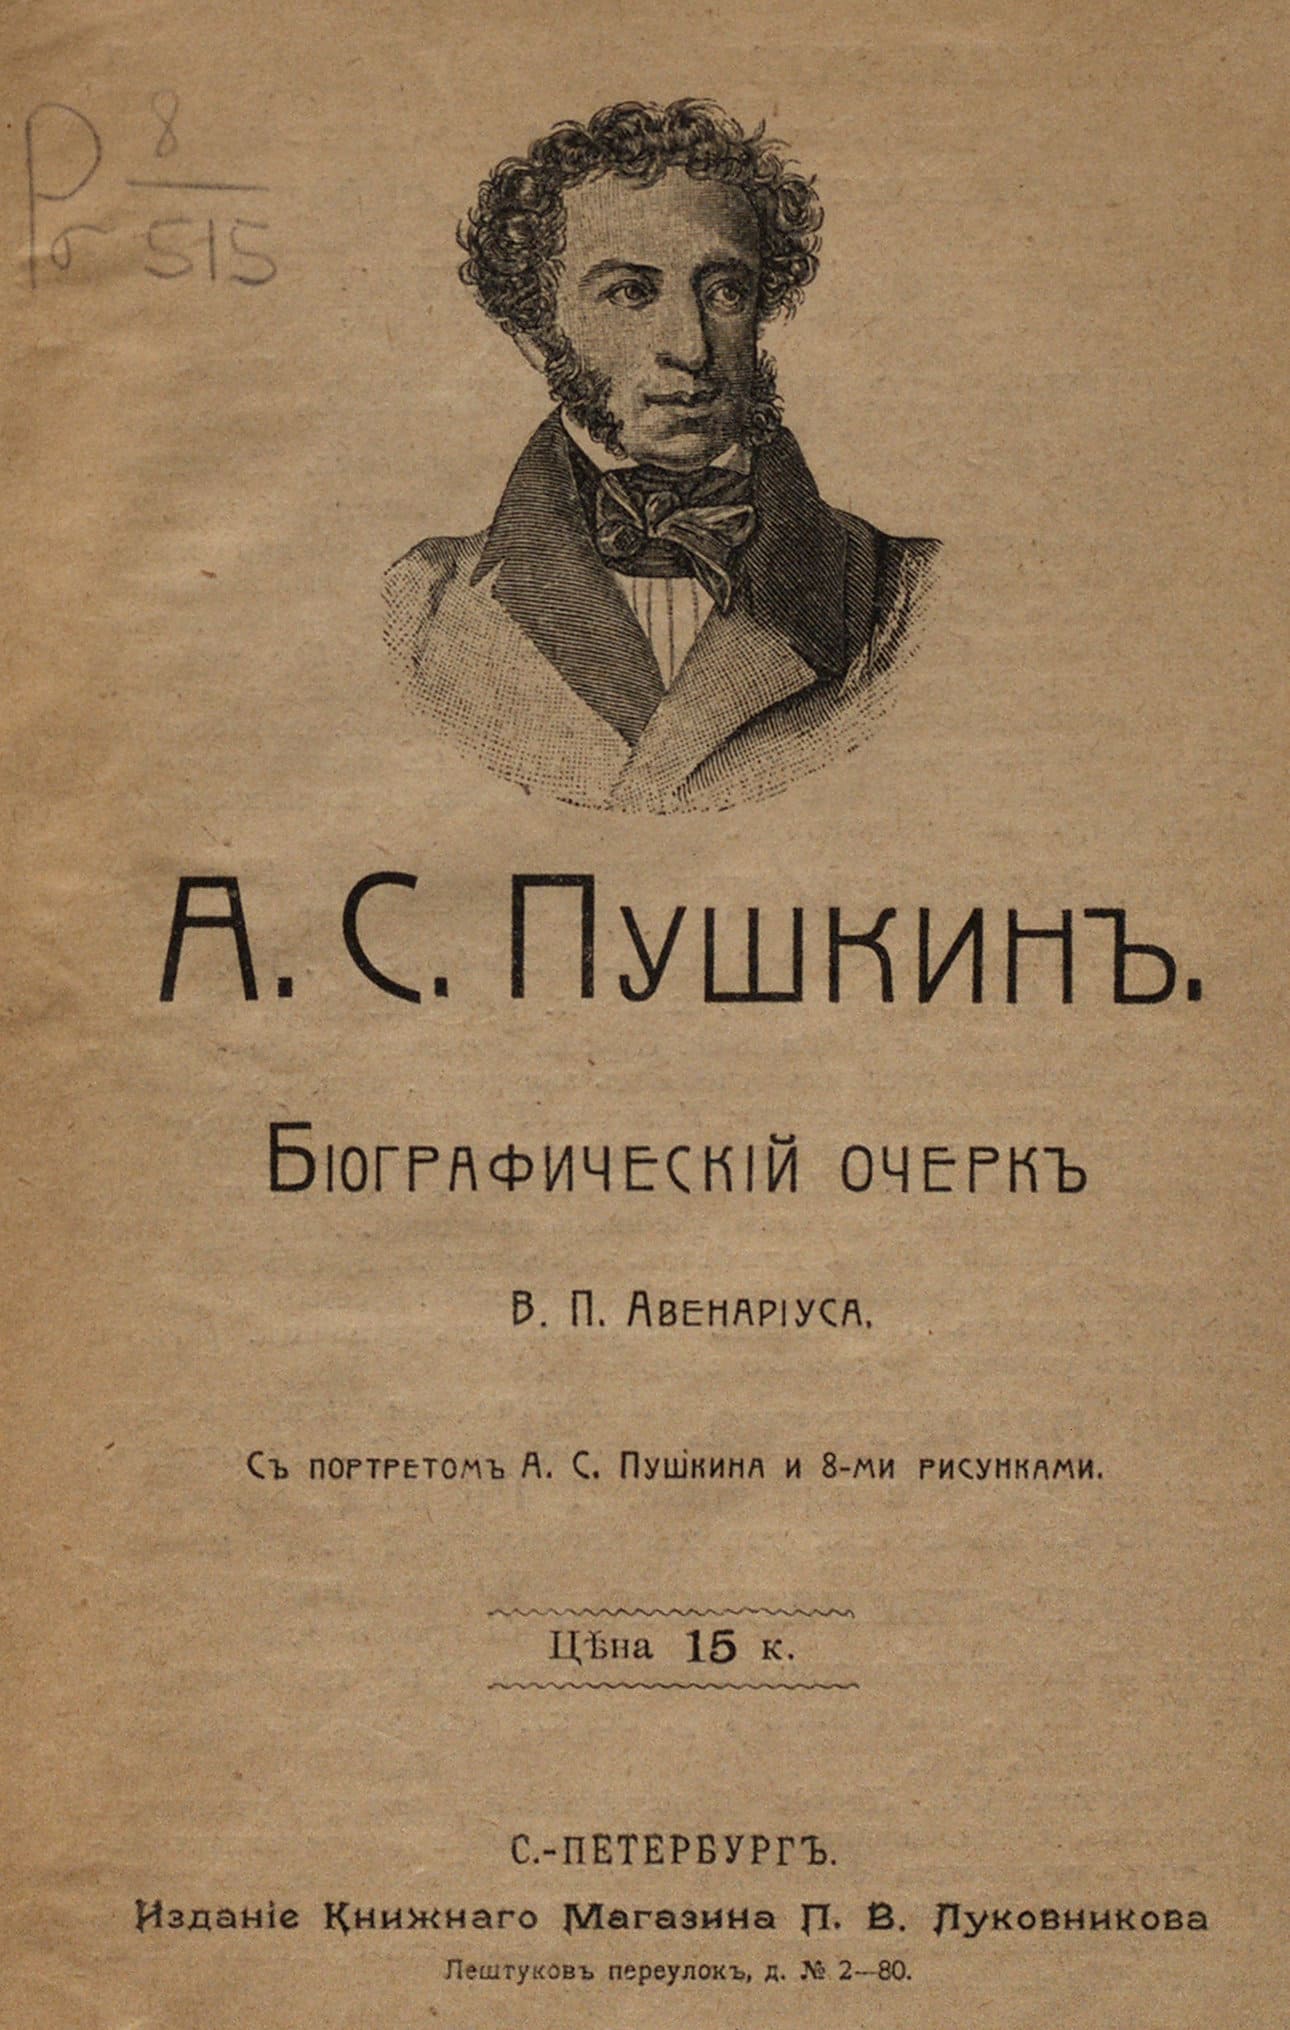 8
Р 515
А. С. Пушкинъ.
Біографическій очеркъ
В. П. Авенаріуса.
Съ портретомъ А. С. Пушкина и 8-ми рисунками.
Цѣна 15 к.
С.-ПЕТЕРБУРГЪ.
Изданіе Книжнаго Магазина П. В. Луковникова
Лештуковъ переулокъ, д. № 2—80.